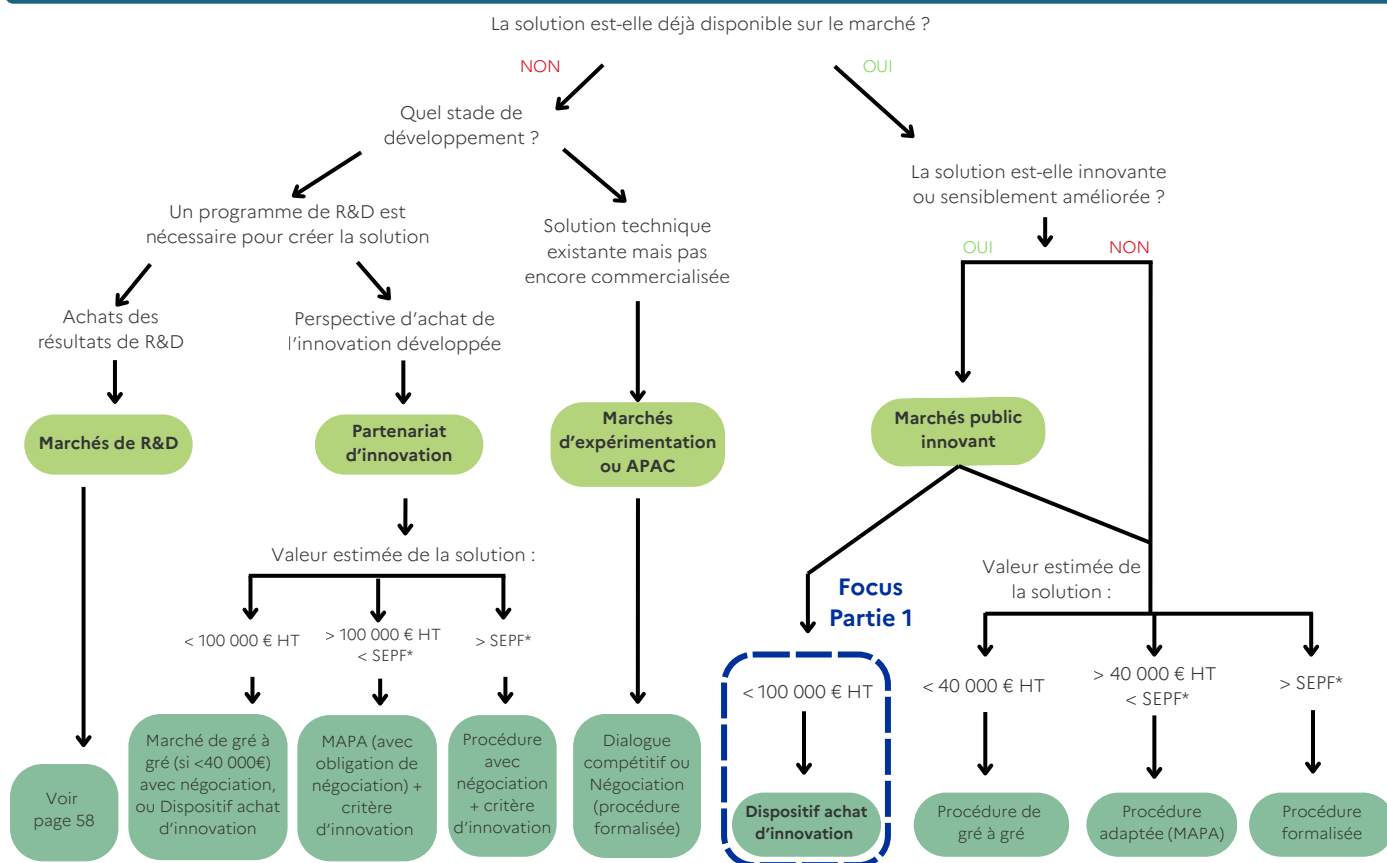 La solution est-elle déjà disponible sur le marché ?
NON
OUI
Quel stade de
développement ?
La solution est-elle innovante
ou sensiblement améliorée ?
Un programme de R&D est
nécessaire pour créer la solution
Solution technique
existante mais pas
encore commercialisée
OUI
NON
Achats des
résultats de R&D
Perspective d'achat de
l'innovation développée
Marchés de R&D
Partenariat
d'innovation
Marchés
d'expérimentation
ou APAC
Marchés public
innovant
Valeur estimée de la solution :
Valeur estimée de
la solution :
Focus
Partie 1
< 100 000 € HT
> 100 000 € HT
< SEPF*
> SEPF*
< 100 000 € HT
< 40 000 € HT
> 40 000 € HT
< SEPF*
> SEPF*
Voir
page 58
Marché de gré à
gré (si <40 000€)
avec négociation,
ou Dispositif achat
d'innovation
MAPA (avec
obligation de
négociation) +
critère
d'innovation
Procédure
avec
négociation
+ critère
d'innovation
Dialogue
compétitif ou
Négociation
(procédure
formalisée)
Dispositif achat
d'innovation
Procédure de
gré à gré
Procédure
adaptée (MAPA)
Procédure
formalisée